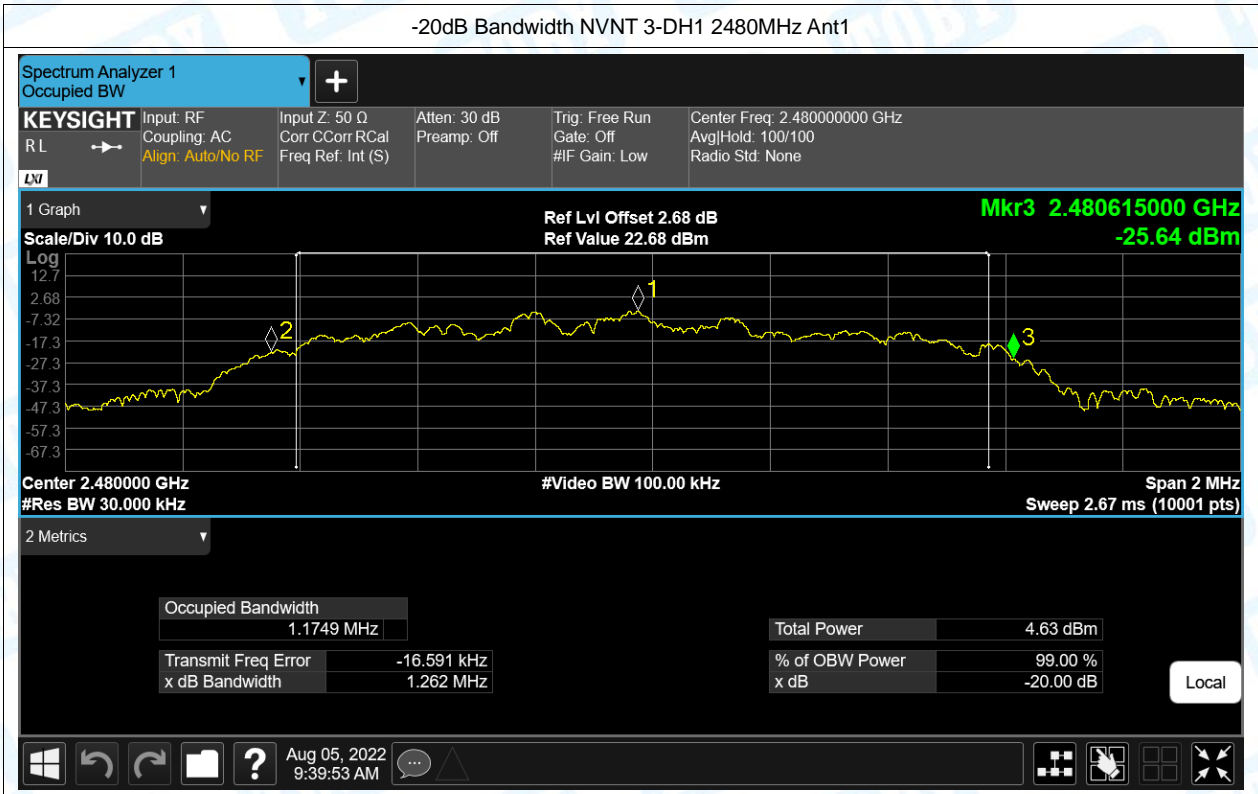 -20dB Bandwidth NVNT 3-DH1 2480MHz Ant1
Spectrum Analyzer 1
Occupied BW
KEYSIGHT
R L
LXI
Input: RF
Coupling: AC
Align: Auto/No RF
Input Z: 50 Ω
Corr CCorr RCal
Freq Ref: Int (S)
Atten: 30 dB
Preamp: Off
Trig: Free Run
Gate: Off
#IF Gain: Low
Center Freq: 2.480000000 GHz
Avg|Hold: 100/100
Radio Std: None
1 Graph
Scale/Div 10.0 dB
Ref Lvl Offset 2.68 dB
Ref Value 22.68 dBm
Mkr3 2.480615000 GHz
-25.64 dBm
Log
12.7
2.68
-7.32
-17.3
-27.3
-37.3
-47.3
-57.3
-67.3
1
2
3
Center 2.480000 GHz
#Video BW 100.00 kHz
Span 2 MHz
#Res BW 30.000 kHz
Sweep 2.67 ms (10001 pts)
2 Metrics
Occupied Bandwidth
1.1749 MHz
Total Power 4.63 dBm
Transmit Freq Error -16.591 kHz
% of OBW Power 99.00 %
x dB Bandwidth 1.262 MHz
x dB -20.00 dB
Local
?
Aug 05, 2022
9:39:53 AM